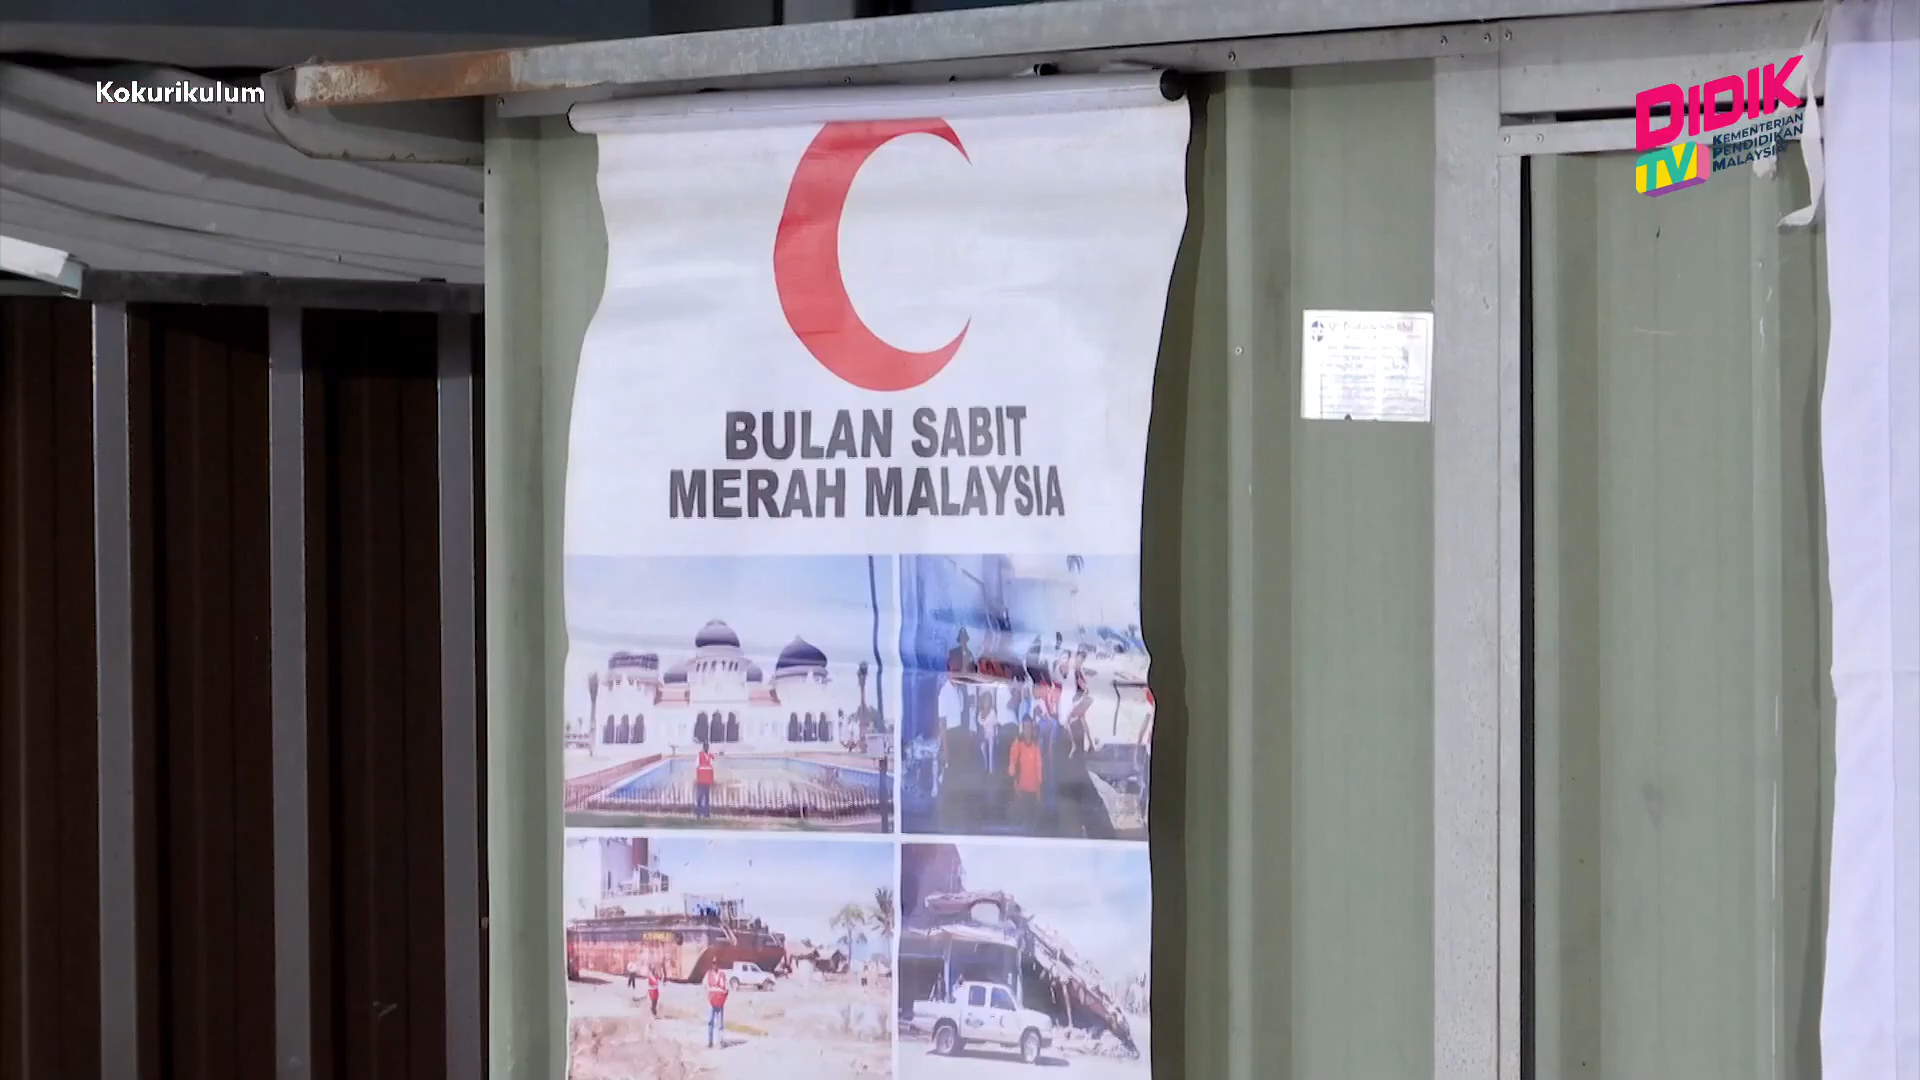 Kokurikulum
DIDIK
TV
KEMENTERIAN
PENDIDIKAN
MALAYSIA
BULAN SABIT
MERAH MALAYSIA